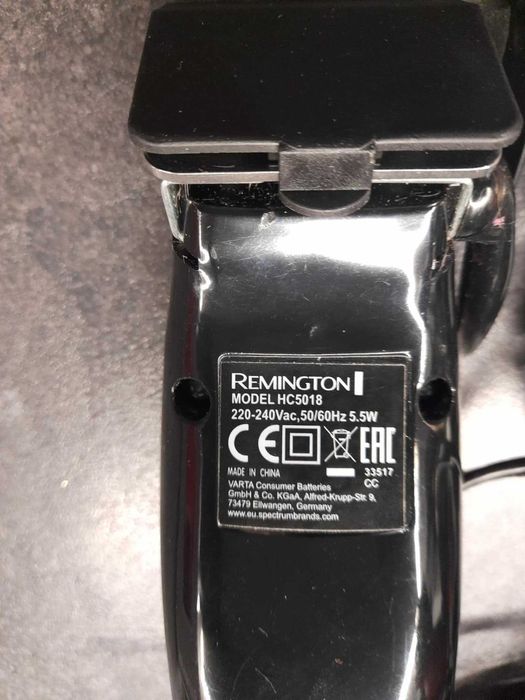 REMINGTON
MODEL HC5018
220-240Vac,50/60Hz 5.5W
CE EAC
MADE IN CHINA 33517
CC
VARTA Consumer Batteries
GmbH & Co. KGaA, Alfred-Krupp-Str. 9,
73479 Ellwangen, Germany
www.eu.spectrumbrands.com